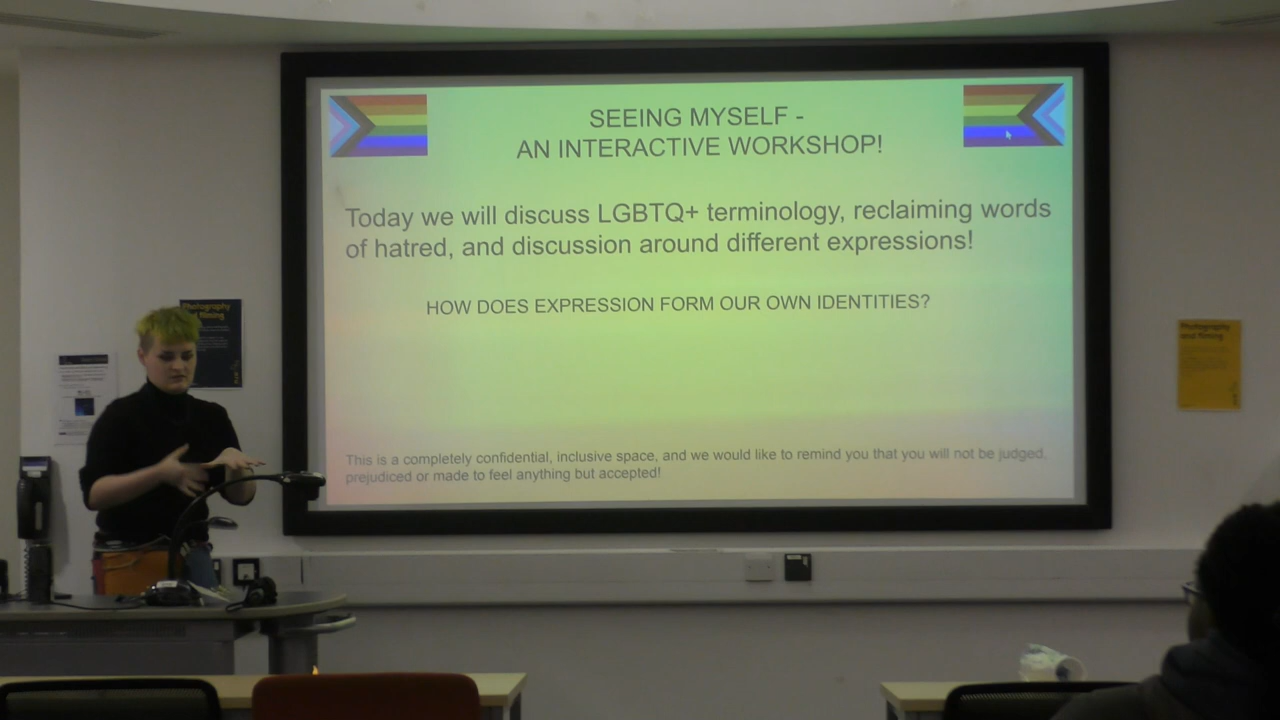 SEEING MYSELF -
AN INTERACTIVE WORKSHOP!
Today we will discuss LGBTQ+ terminology, reclaiming words
of hatred, and discussion around different expressions!
HOW DOES EXPRESSION FORM OUR OWN IDENTITIES?
This is a completely confidential, inclusive space, and we would like to remind you that you will not be judged,
prejudiced or made to feel anything but accepted!
Photography
and filming
Photography
and filming